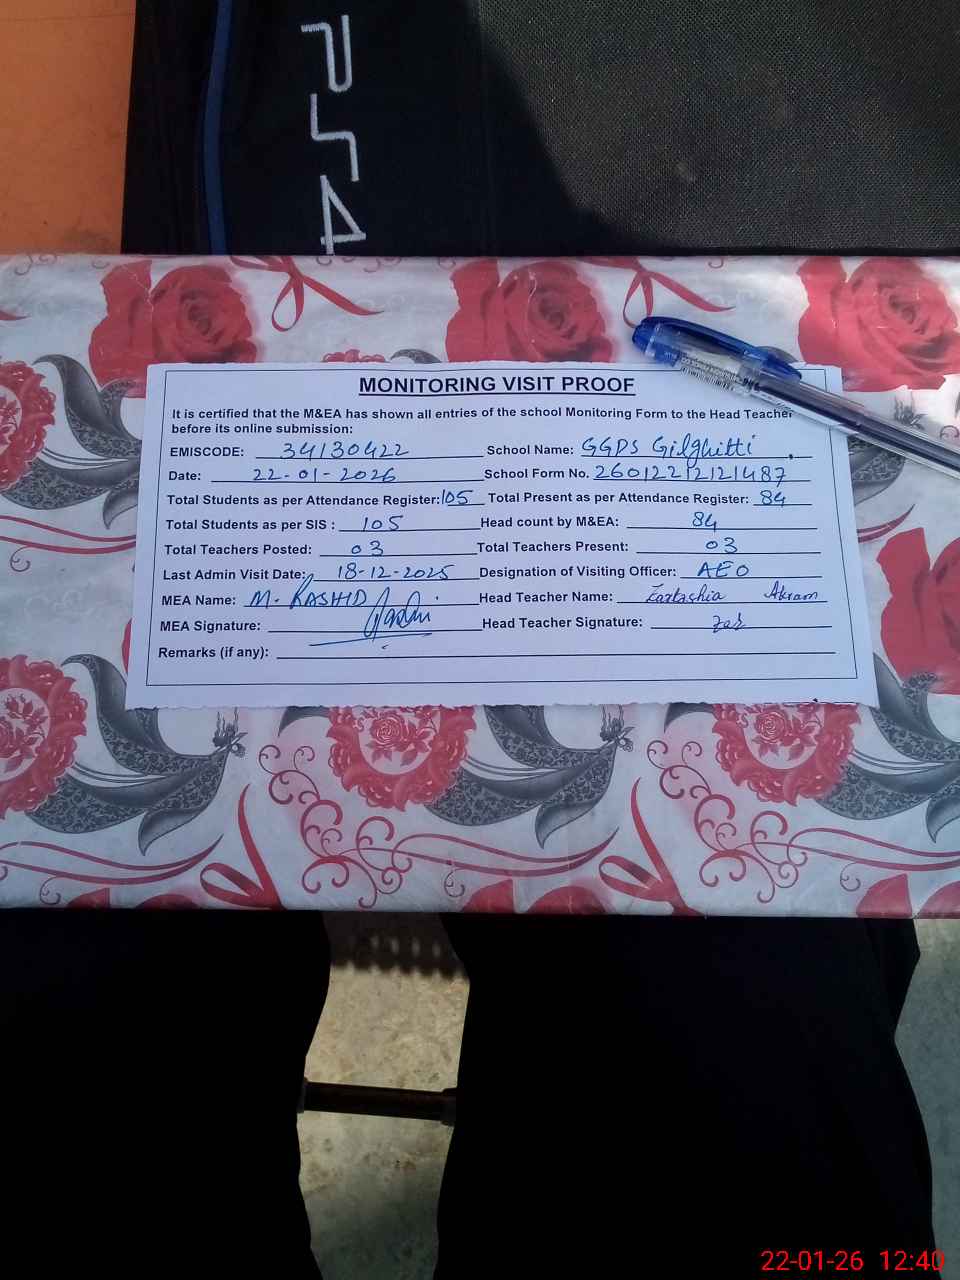 PS4
MONITORING VISIT PROOF
It is certified that the M&EA has shown all entries of the school Monitoring Form to the Head Teacher
before its online submission:
EMISCODE: 34130422 School Name: GGPS Gilghitti
Date: 22-01-2026 School Form No. 26012212121487
Total Students as per Attendance Register: 105 Total Present as per Attendance Register: 84
Total Students as per SIS : 105 Head count by M&EA: 84
Total Teachers Posted: 03 Total Teachers Present: 03
Last Admin Visit Date: 18-12-2025 Designation of Visiting Officer: AEO
MEA Name: M. RASHID Head Teacher Name: Zartashia Akram
MEA Signature: Head Teacher Signature: Zar
Remarks (if any):
22-01-26 12:40